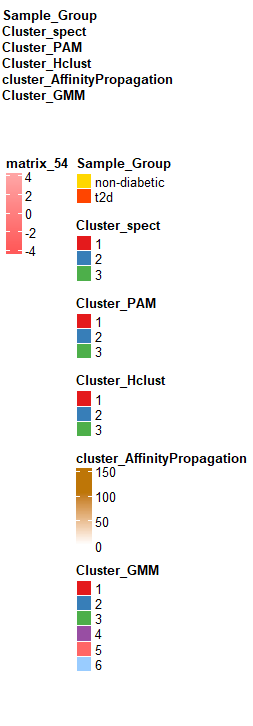 Sample_Group
Cluster_spect
Cluster_PAM
Cluster_Hclust
cluster_AffinityPropagation
Cluster_GMM
matrix_54
4
2
0
-2
-4
Sample_Group
non-diabetic
t2d
Cluster_spect
1
2
3
Cluster_PAM
1
2
3
Cluster_Hclust
1
2
3
cluster_AffinityPropagation
150
100
50
0
Cluster_GMM
1
2
3
4
5
6